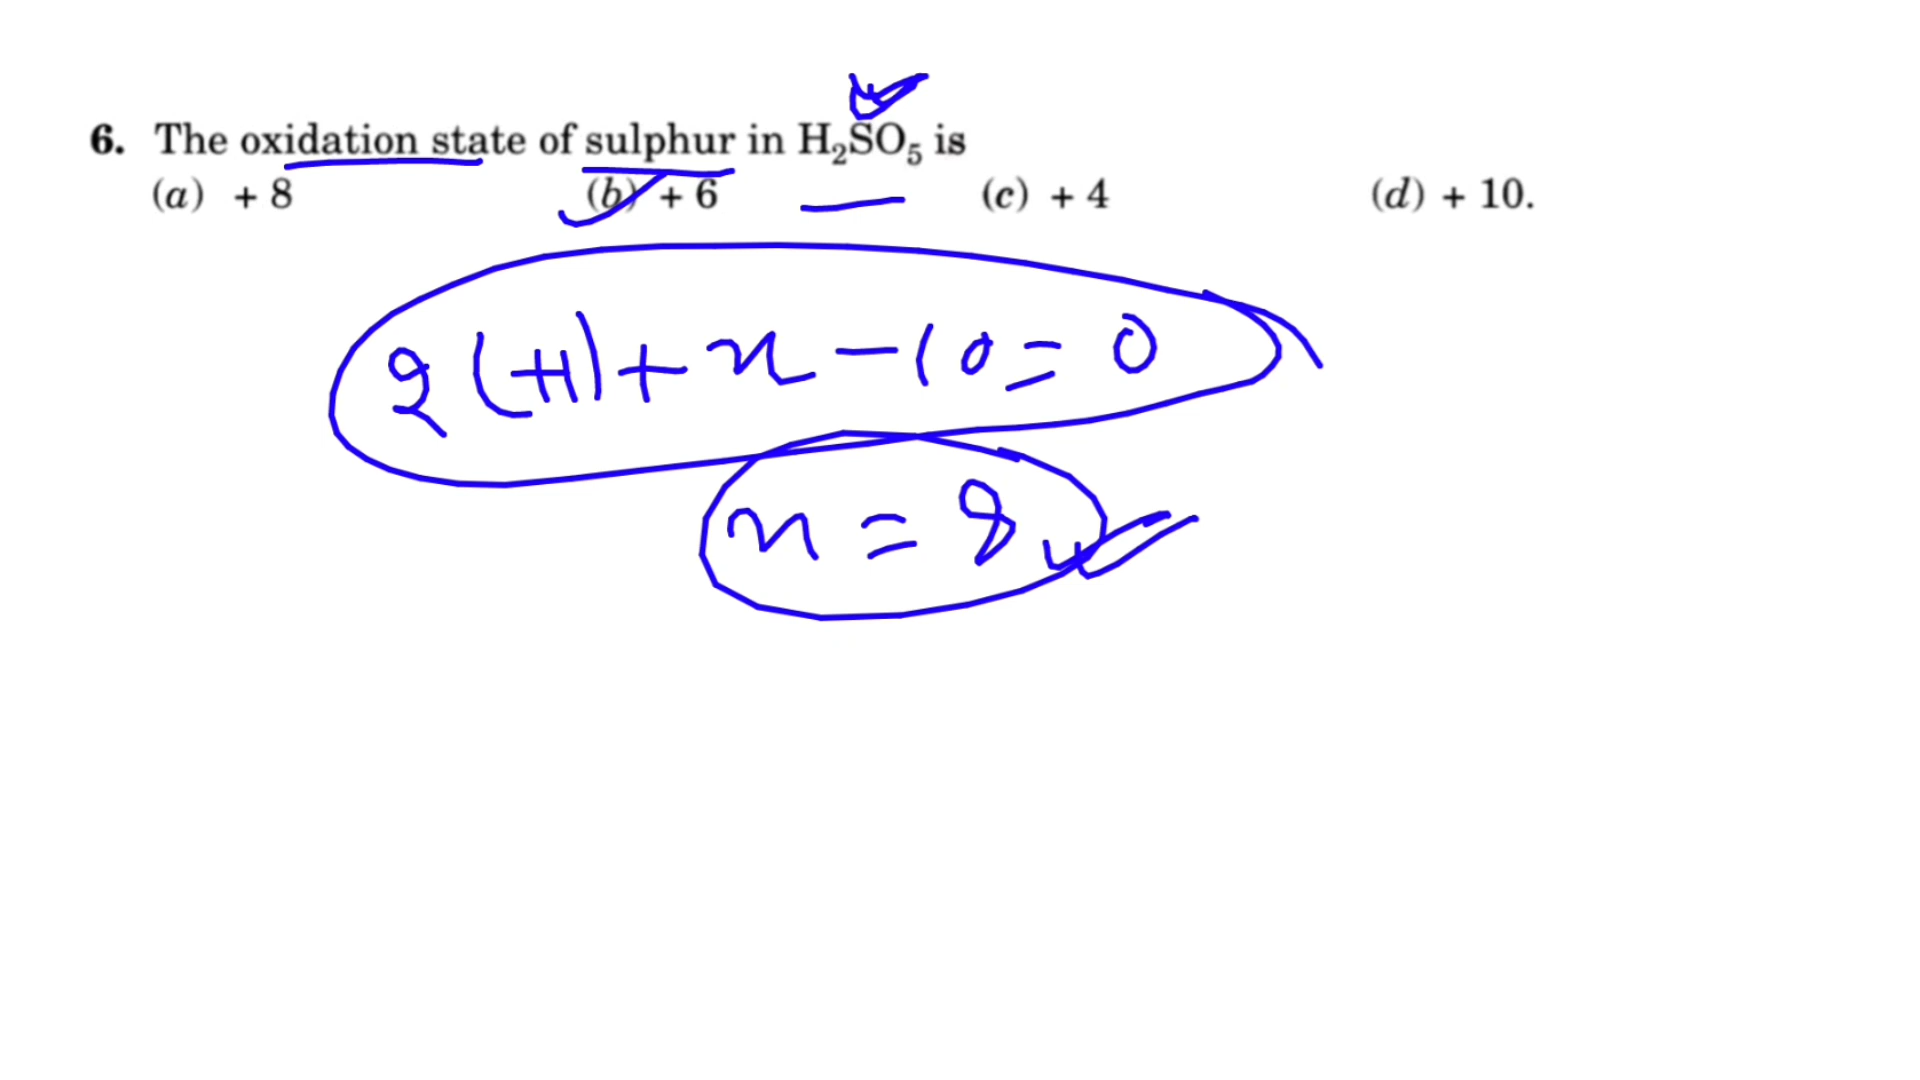 6. The oxidation state of sulphur in H₂SO₅ is
(a) + 8 (b) + 6 (c) + 4 (d) + 10.
2(+1)+x-10=0
x=8